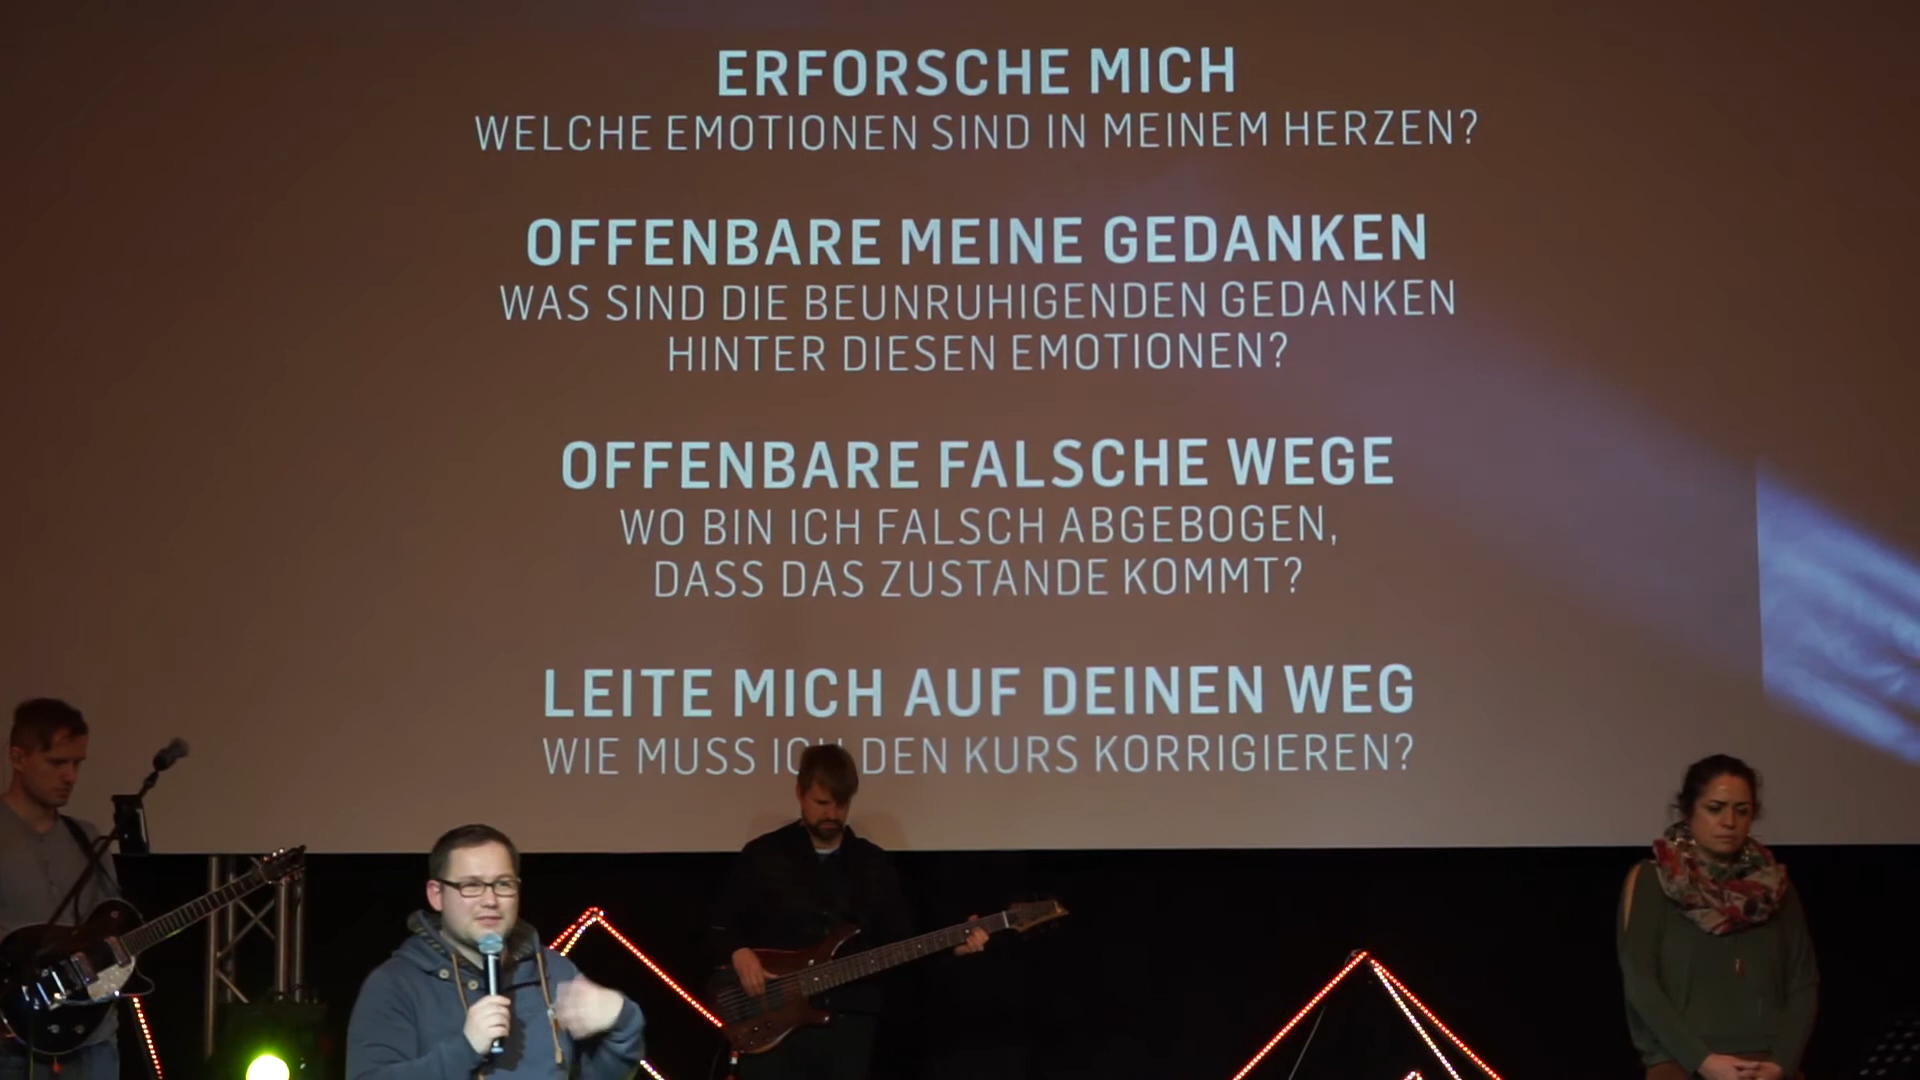 ERFORSCHE MICH
WELCHE EMOTIONEN SIND IN MEINEM HERZEN?
OFFENBARE MEINE GEDANKEN
WAS SIND DIE BEUNRUHIGENDEN GEDANKEN
HINTER DIESEN EMOTIONEN?
OFFENBARE FALSCHE WEGE
WO BIN ICH FALSCH ABGEBOGEN,
DASS DAS ZUSTANDE KOMMT?
LEITE MICH AUF DEINEN WEG
WIE MUSS ICH DEN KURS KORRIGIEREN?